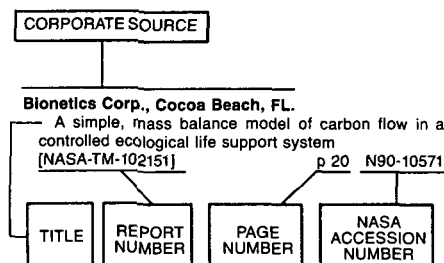 CORPORATE SOURCE
Bionetics Corp., Cocoa Beach, FL.
A simple, mass balance model of carbon flow in a
controlled ecological life support system
[NASA-TM-102151] p 20 N90-10571
TITLE
REPORT
NUMBER
PAGE
NUMBER
NASA
ACCESSION
NUMBER